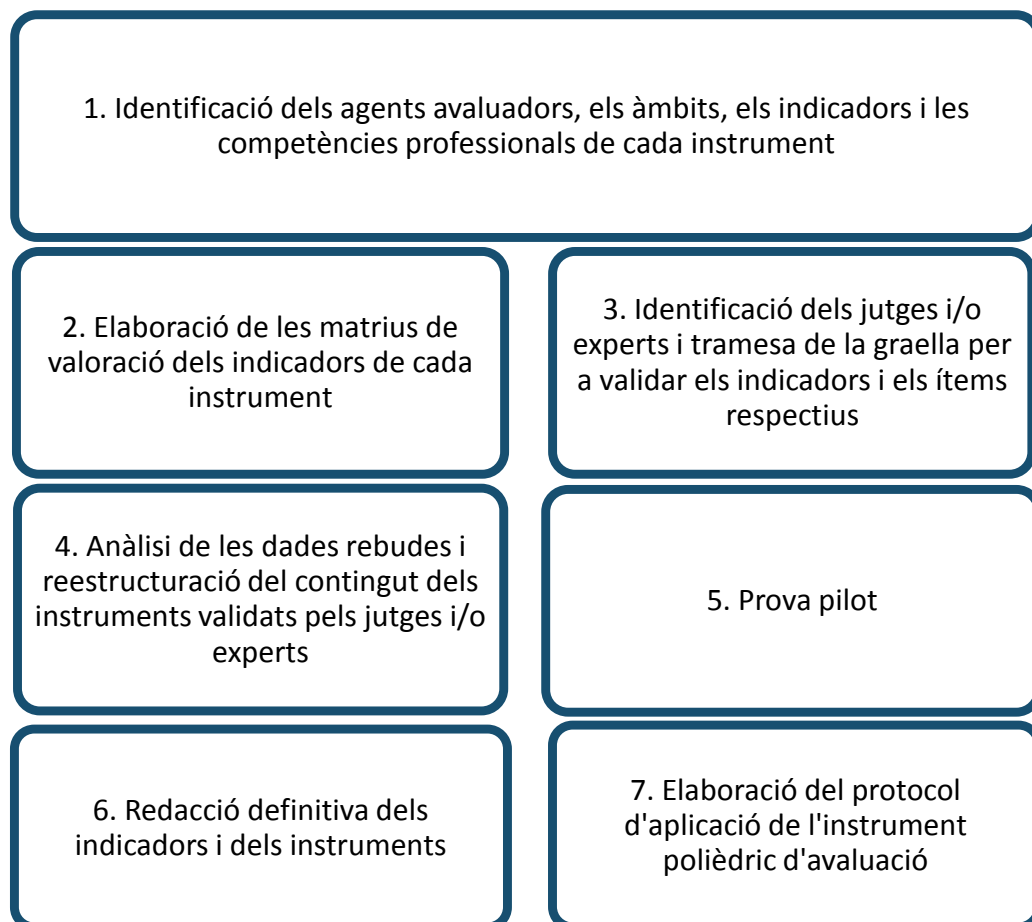 1. Identificació dels agents avaluadors, els àmbits, els indicadors i les
competències professionals de cada instrument
2. Elaboració de les matrius de
valoració dels indicadors de cada
instrument
3. Identificació dels jutges i/o
experts i tramesa de la graella per
a validar els indicadors i els ítems
respectius
4. Anàlisi de les dades rebudes i
reestructuració del contingut dels
instruments validats pels jutges i/o
experts
5. Prova pilot
6. Redacció definitiva dels
indicadors i dels instruments
7. Elaboració del protocol
d'aplicació de l'instrument
polièdric d'avaluació